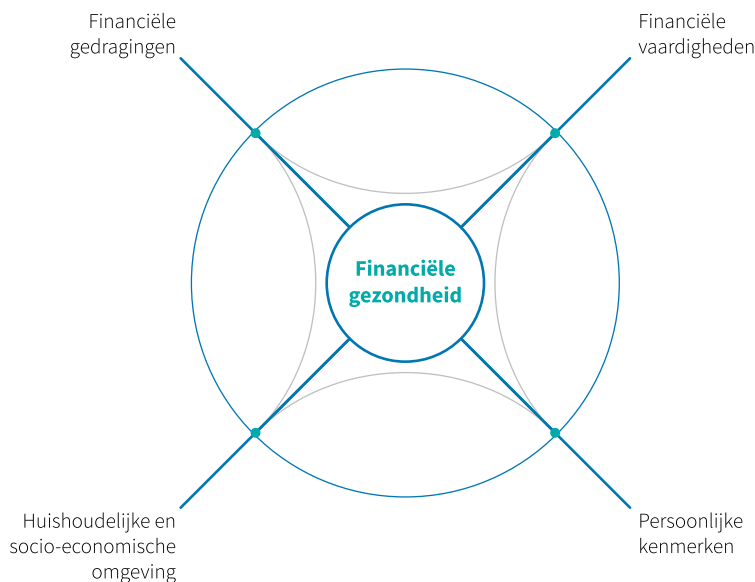 Financiële
gedragingen
Financiële
vaardigheden
Financiële
gezondheid
Huishoudelijke en
socio-economische
omgeving
Persoonlijke
kenmerken